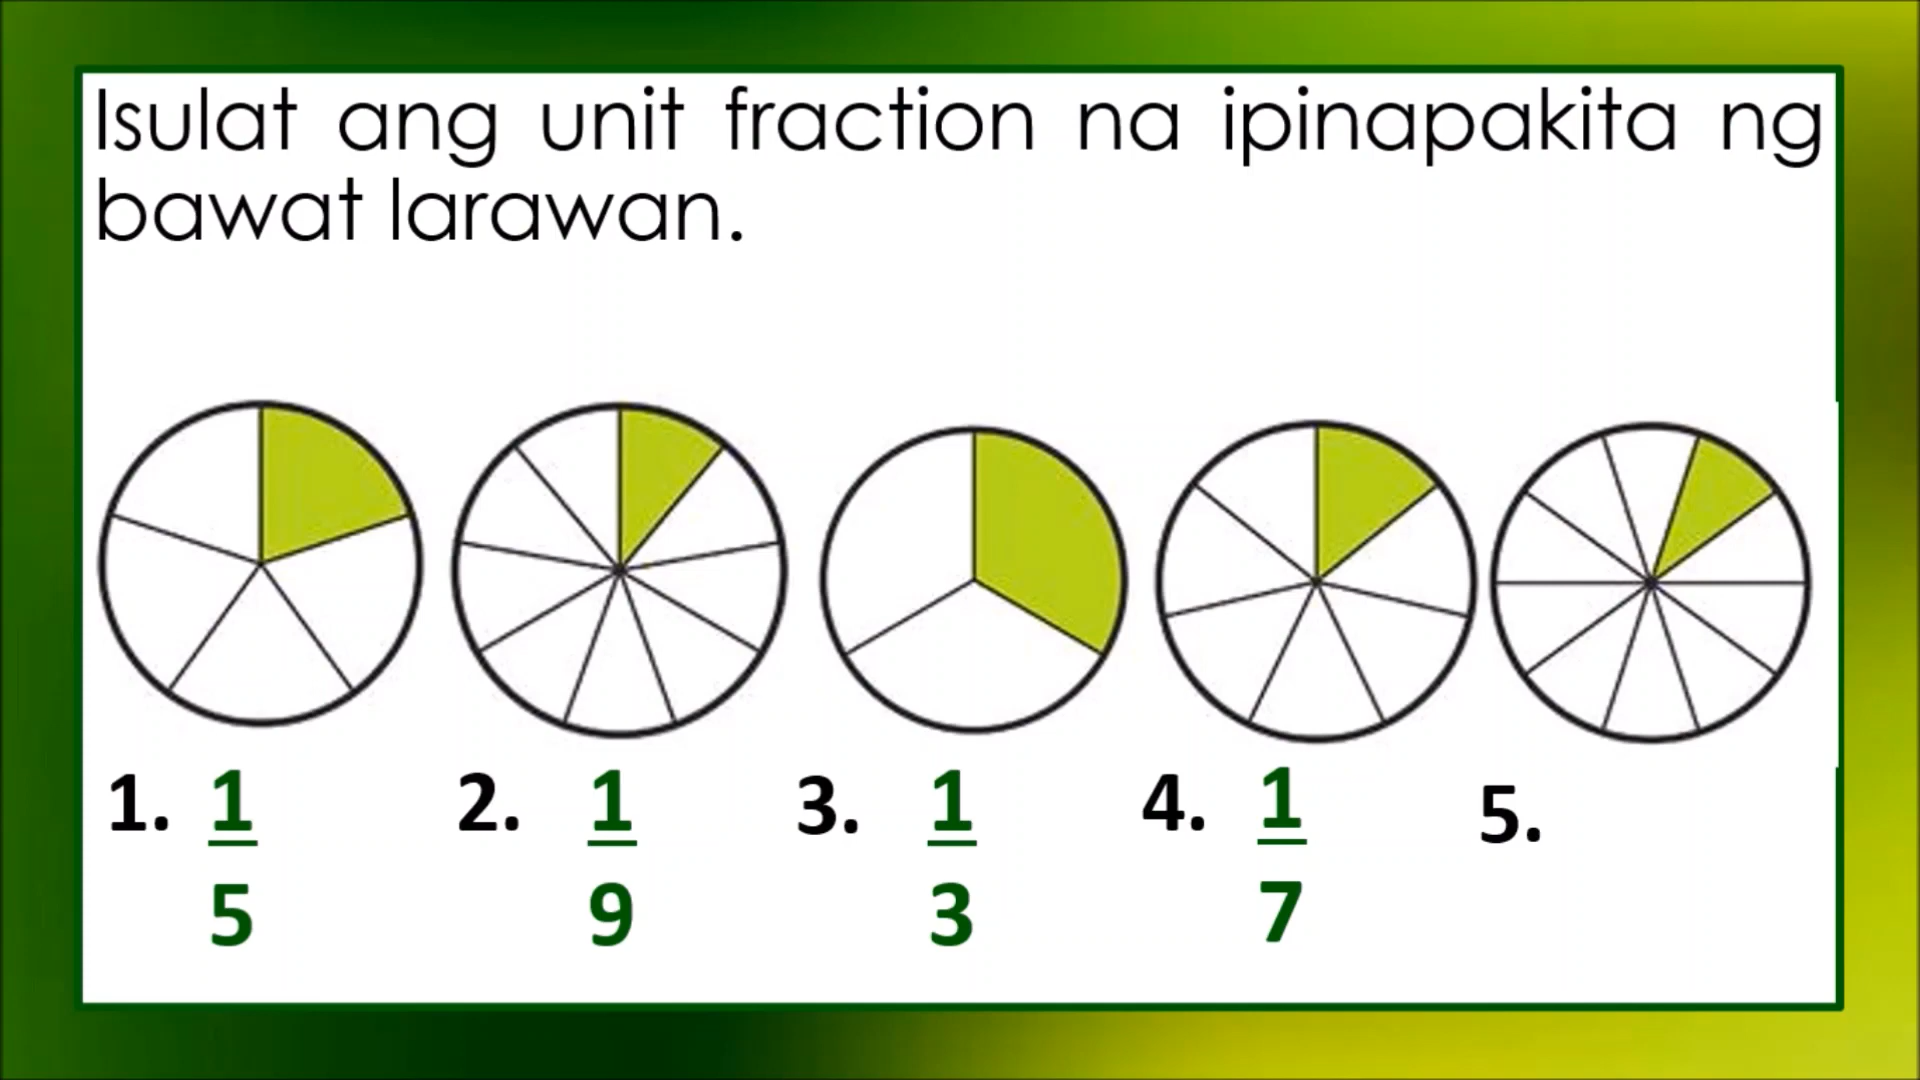 Isulat ang unit fraction na ipinapakita ng
bawat larawan.
1. 1 2. 1 3. 1 4. 1 5.
5 9 3 7